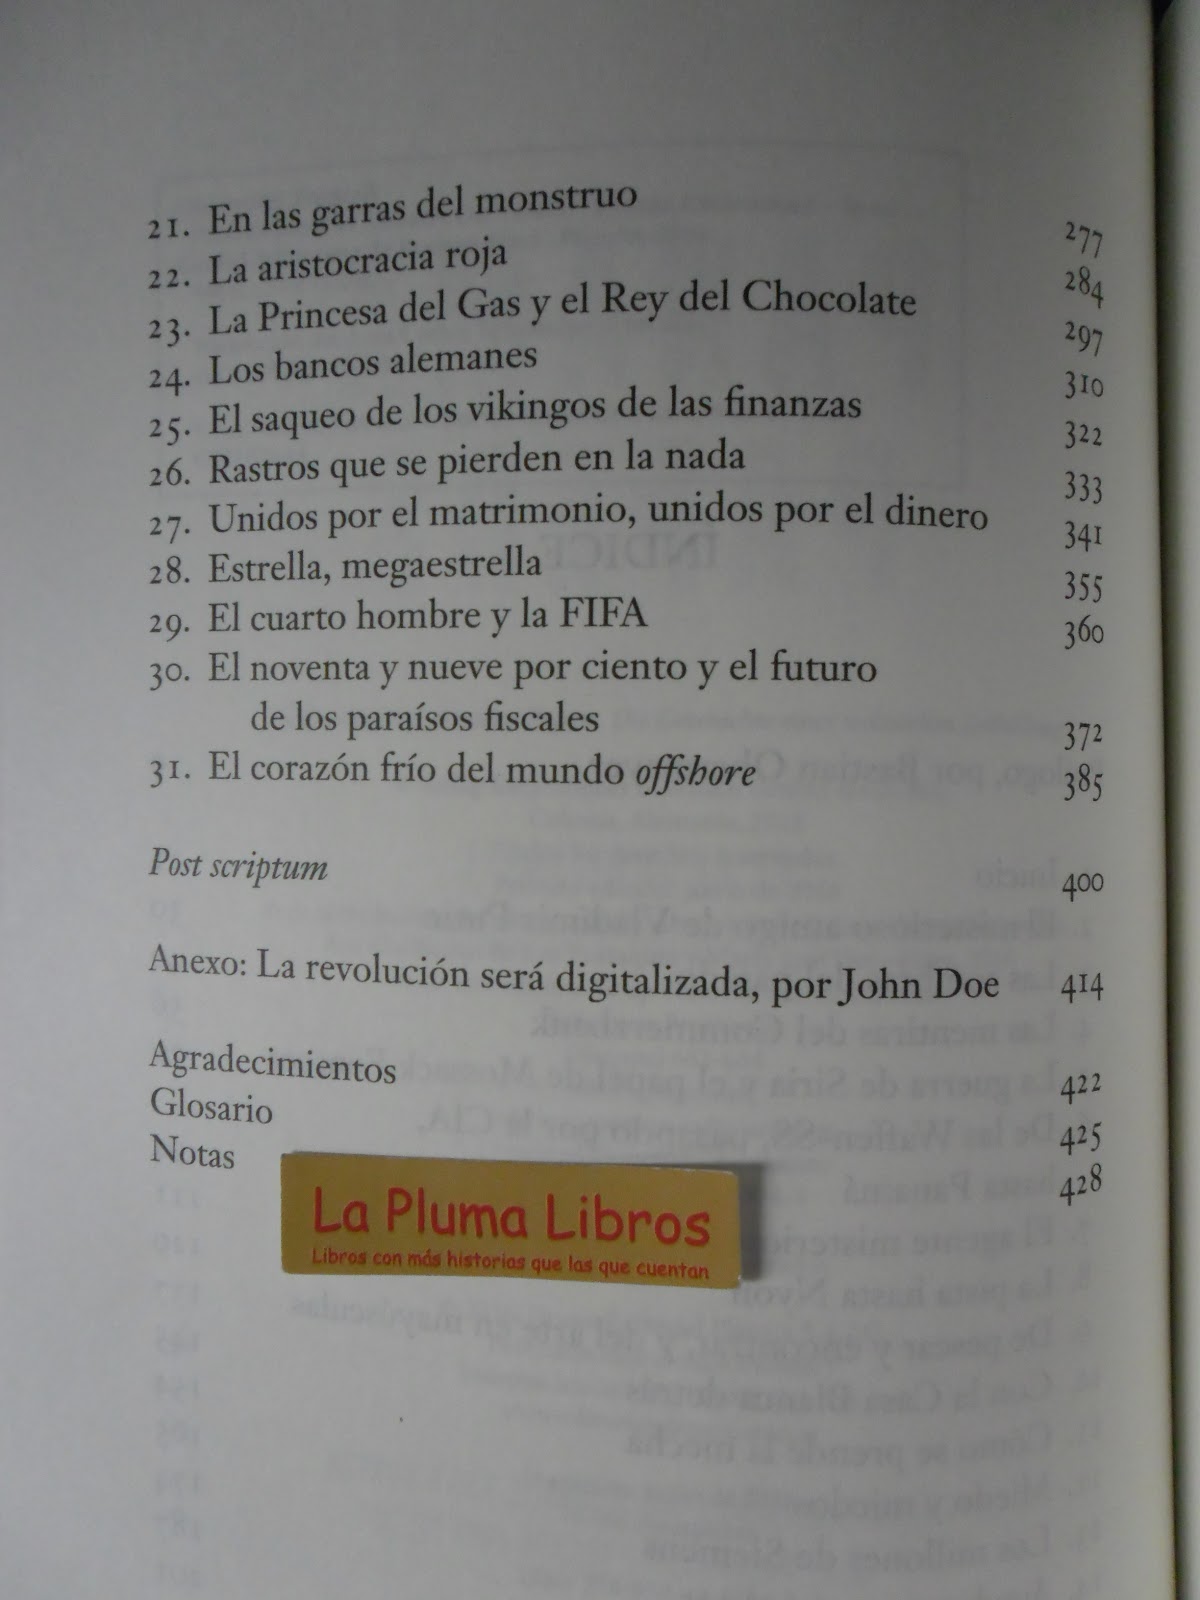 21. En las garras del monstruo 277
22. La aristocracia roja 284
23. La Princesa del Gas y el Rey del Chocolate 297
24. Los bancos alemanes 310
25. El saqueo de los vikingos de las finanzas 322
26. Rastros que se pierden en la nada 333
27. Unidos por el matrimonio, unidos por el dinero 341
28. Estrella, megaestrella 355
29. El cuarto hombre y la FIFA 360
30. El noventa y nueve por ciento y el futuro
de los paraísos fiscales 372
31. El corazón frío del mundo offshore 385
Post scriptum 400
Anexo: La revolución será digitalizada, por John Doe 414
Agradecimientos 422
Glosario 425
Notas 428
La Pluma Libros
Libros con más historias que las que cuentan